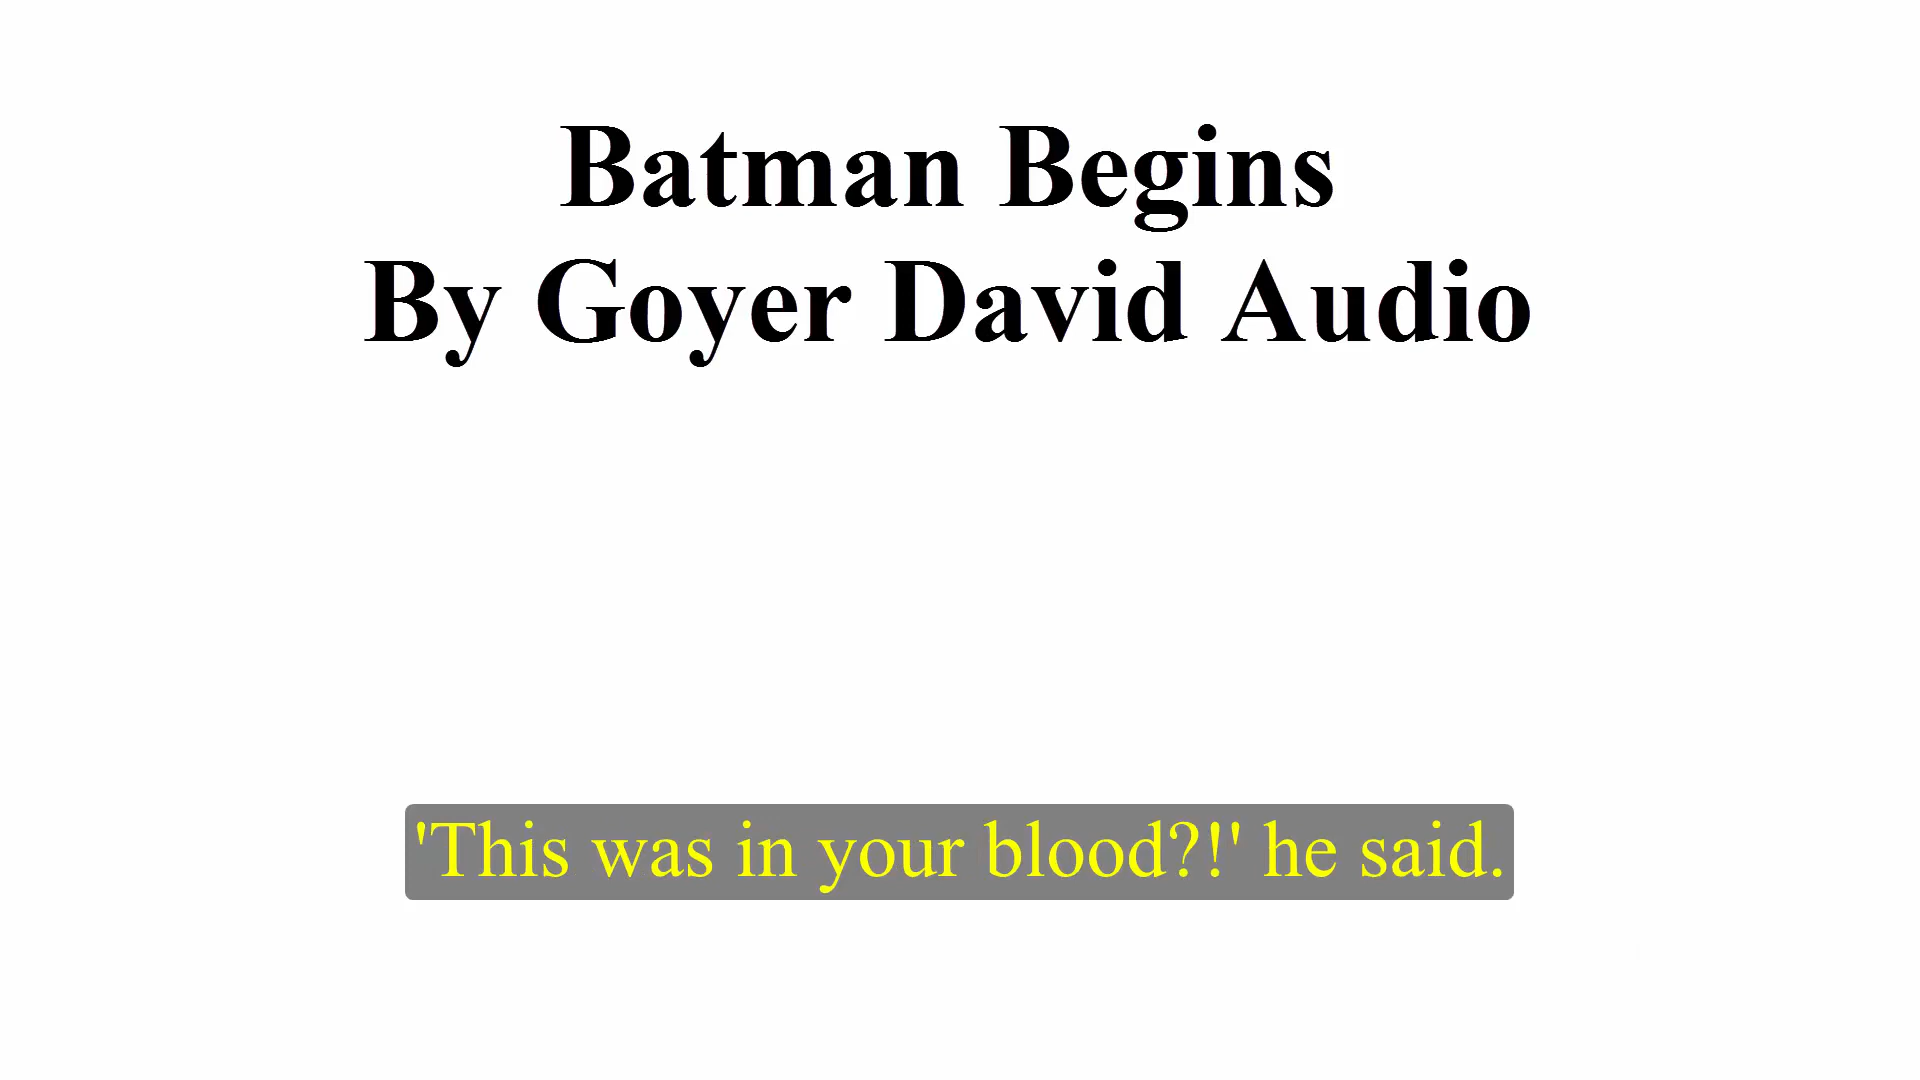 Batman Begins
By Goyer David Audio
'This was in your blood?!' he said.